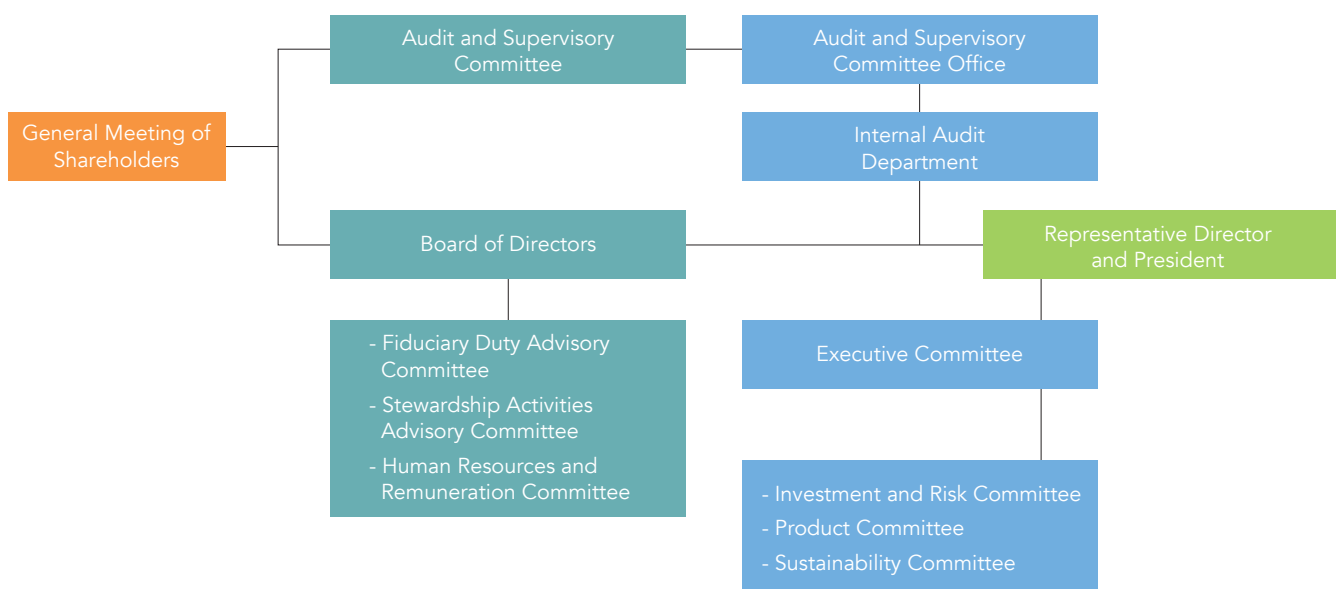 Audit and Supervisory
Committee
Audit and Supervisory
Committee Office
General Meeting of
Shareholders
Internal Audit
Department
Board of Directors
Representative Director
and President
- Fiduciary Duty Advisory
Committee
- Stewardship Activities
Advisory Committee
- Human Resources and
Remuneration Committee
Executive Committee
- Investment and Risk Committee
- Product Committee
- Sustainability Committee